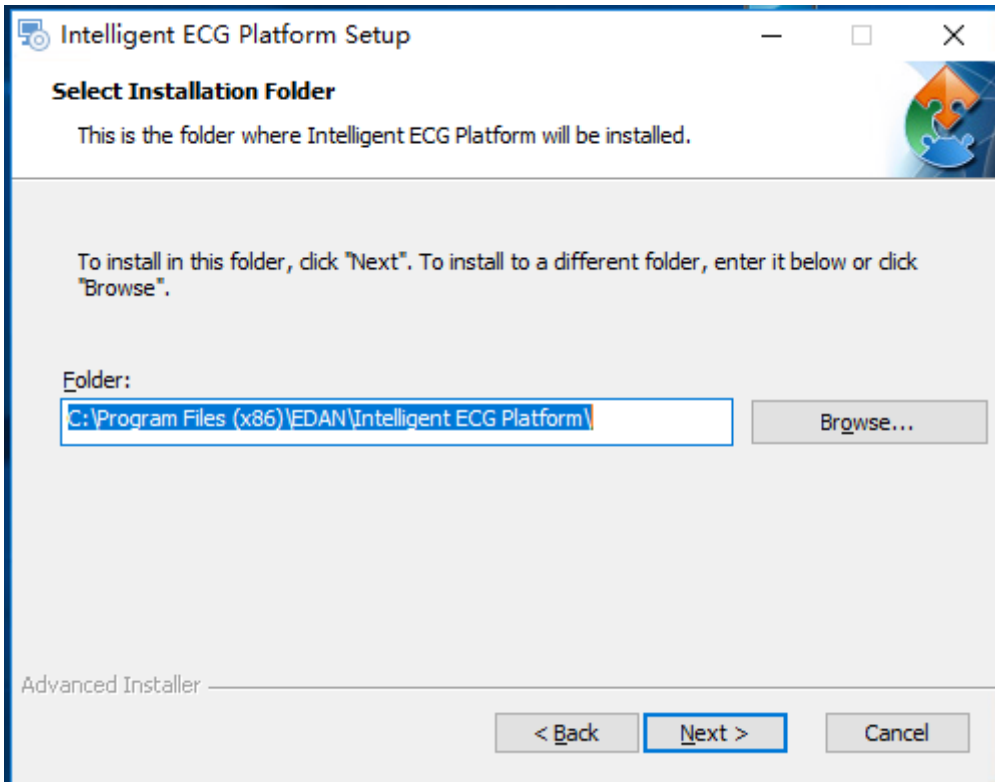 Intelligent ECG Platform Setup
Select Installation Folder
This is the folder where Intelligent ECG Platform will be installed.
To install in this folder, click "Next". To install to a different folder, enter it below or click
"Browse".
Folder:
C:\Program Files (x86)\EDAN\Intelligent ECG Platform\
Browse...
Advanced Installer
< Back
Next >
Cancel